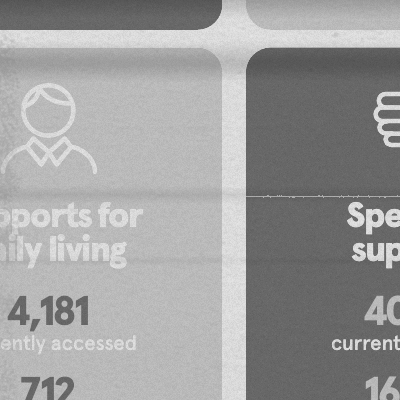 pports for
ily living
4,181
ently accessed
712
Spe
sup
40
current
16